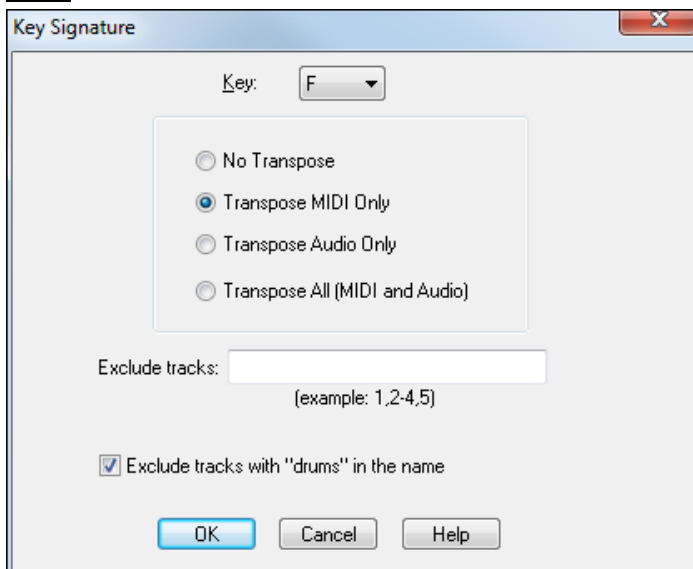 Key Signature
Key: F
No Transpose
Transpose MIDI Only
Transpose Audio Only
Transpose All (MIDI and Audio)
Exclude tracks:
(example: 1,2-4,5)
Exclude tracks with "drums" in the name
OK Cancel Help